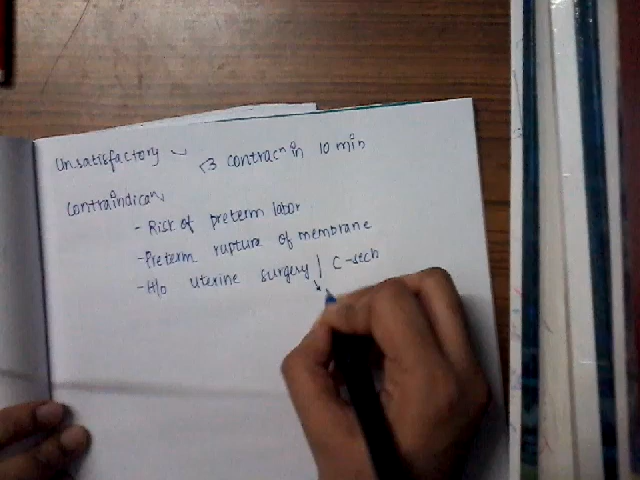 Unsatisfactory ~ <3 contracⁿ in 10 min
Contraindicaⁿ
- Risk of preterm labor
- Preterm rupture of membrane
- H/o uterine surgery / C-sech